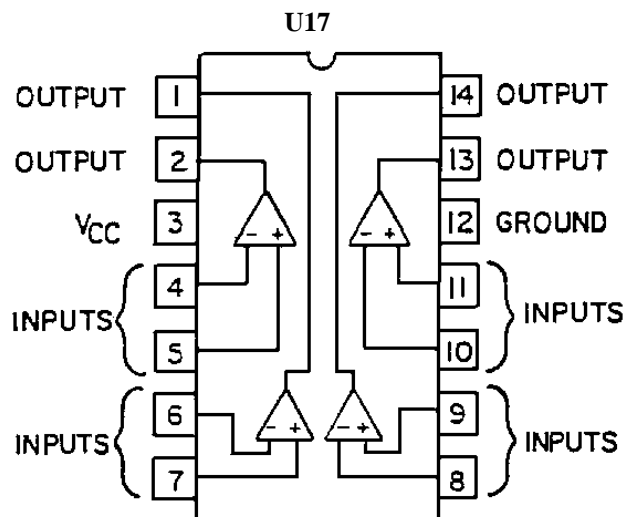 U17
OUTPUT 1 14 OUTPUT
OUTPUT 2 13 OUTPUT
VCC 3 12 GROUND
- + - +
4 11
INPUTS INPUTS
5 10
6 9
INPUTS - + - + INPUTS
7 8